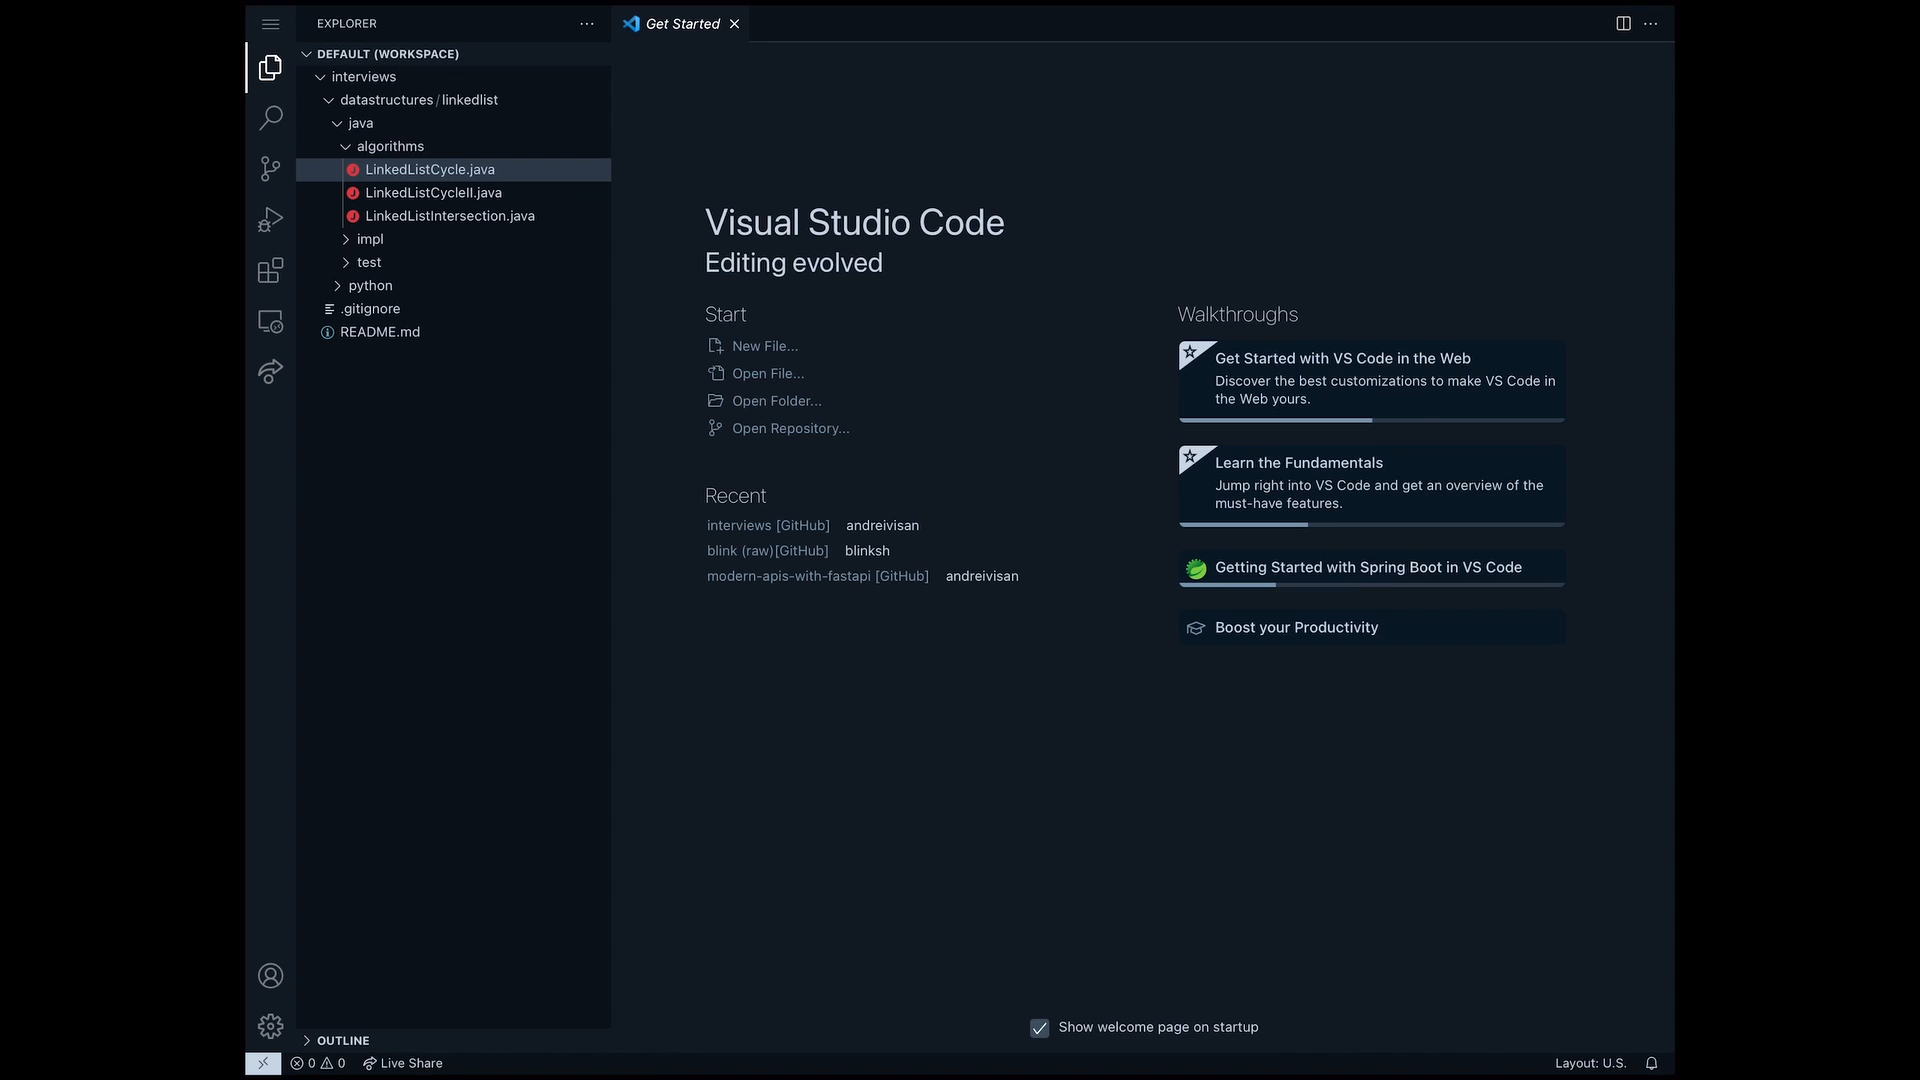 EXPLORER
Get Started
DEFAULT (WORKSPACE)
interviews
datastructures / linkedlist
java
algorithms
LinkedListCycle.java
LinkedListCycleII.java
LinkedListIntersection.java
impl
test
python
.gitignore
README.md
Visual Studio Code
Editing evolved
Start
New File...
Open File...
Open Folder...
Open Repository...
Recent
interviews [GitHub] andreivisan
blink (raw)[GitHub] blinksh
modern-apis-with-fastapi [GitHub] andreivisan
Walkthroughs
Get Started with VS Code in the Web
Discover the best customizations to make VS Code in
the Web yours.
Learn the Fundamentals
Jump right into VS Code and get an overview of the
must-have features.
Getting Started with Spring Boot in VS Code
Boost your Productivity
Show welcome page on startup
OUTLINE
0 0 Live Share
Layout: U.S.